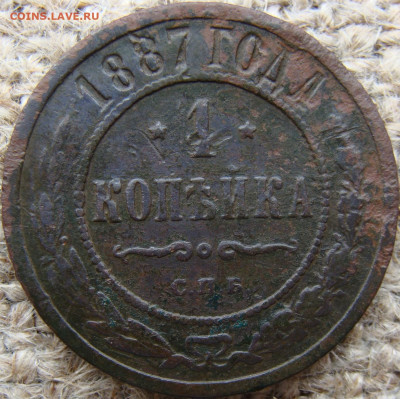 COINS.LAVE.RU
1887 ГОДА
1
КОПѢЙКА
С.П.Б.